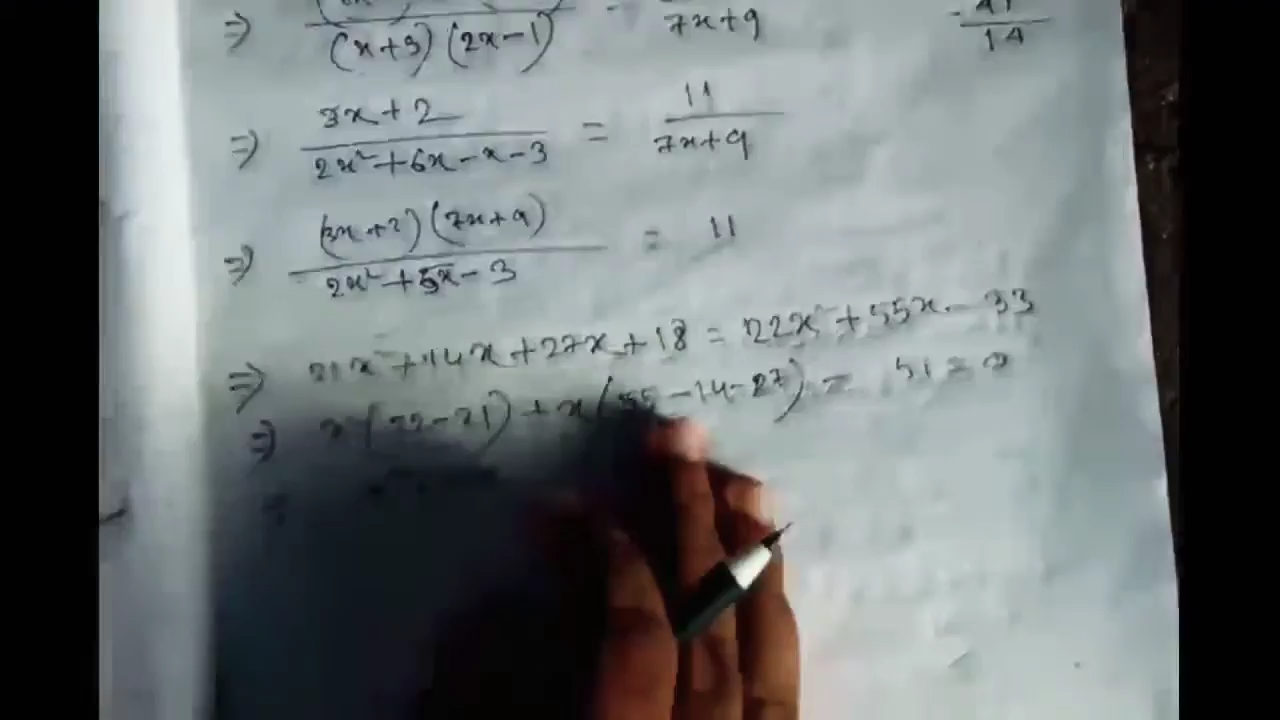 ⇒ (x+3)(2x-1) 7x+9 14
⇒ (3x+2)/(2x²+6x-x-3) = 11/(7x+9)
⇒ ((3x+2)(7x+9))/(2x²+5x-3) = 11
⇒ 21x²+14x+27x+18 = 22x²+55x-33
⇒ x²(22-21)+x(55-14-27) = 51=0